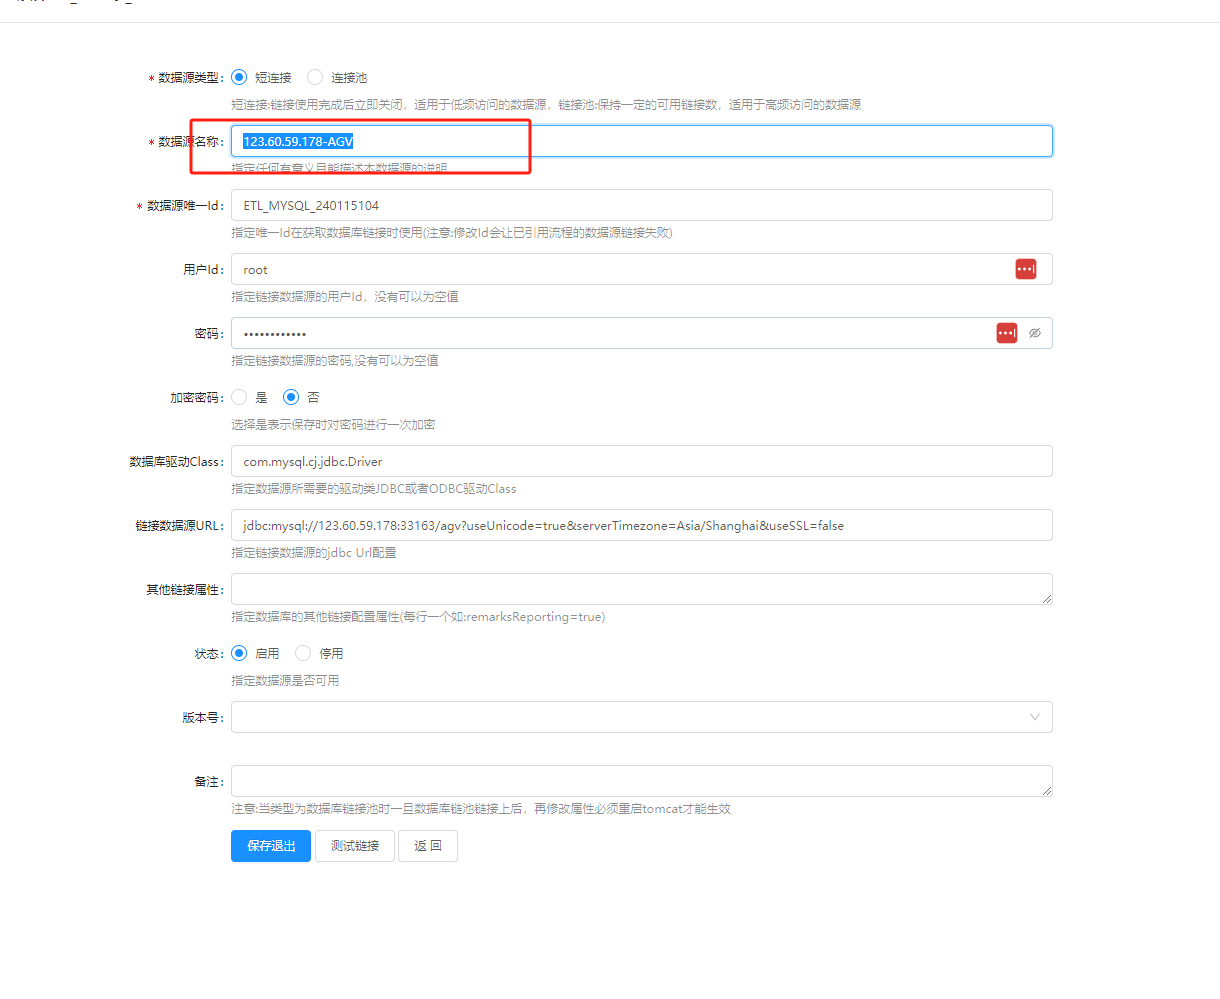 * 数据源类型: 短连接 连接池
短连接:链接使用完成后立即关闭，适用于低频访问的数据源，链接池:保持一定的可用链接数，适用于高频访问的数据源
* 数据源名称: 123.60.59.178-AGV
指定任何有意义且能描述本数据源的说明
* 数据源唯一Id: ETL_MYSQL_240115104
指定唯一Id在获取数据库链接时使用(注意:修改Id会让已引用流程的数据源链接失败)
用户Id: root
指定链接数据源的用户Id，没有可以为空值
密码: ••••••••••••
指定链接数据源的密码,没有可以为空值
加密密码: 是 否
选择是表示保存时对密码进行一次加密
数据库驱动Class: com.mysql.cj.jdbc.Driver
指定数据源所需要的驱动类JDBC或者ODBC驱动Class
链接数据源URL: jdbc:mysql://123.60.59.178:33163/agv?useUnicode=true&serverTimezone=Asia/Shanghai&useSSL=false
指定链接数据源的jdbc Url配置
其他链接属性:
指定数据库的其他链接配置属性(每行一个如:remarksReporting=true)
状态: 启用 停用
指定数据源是否可用
版本号:
备注:
注意:当类型为数据库链接池时一旦数据库链池链接上后，再修改属性必须重启tomcat才能生效
保存退出 测试链接 返 回